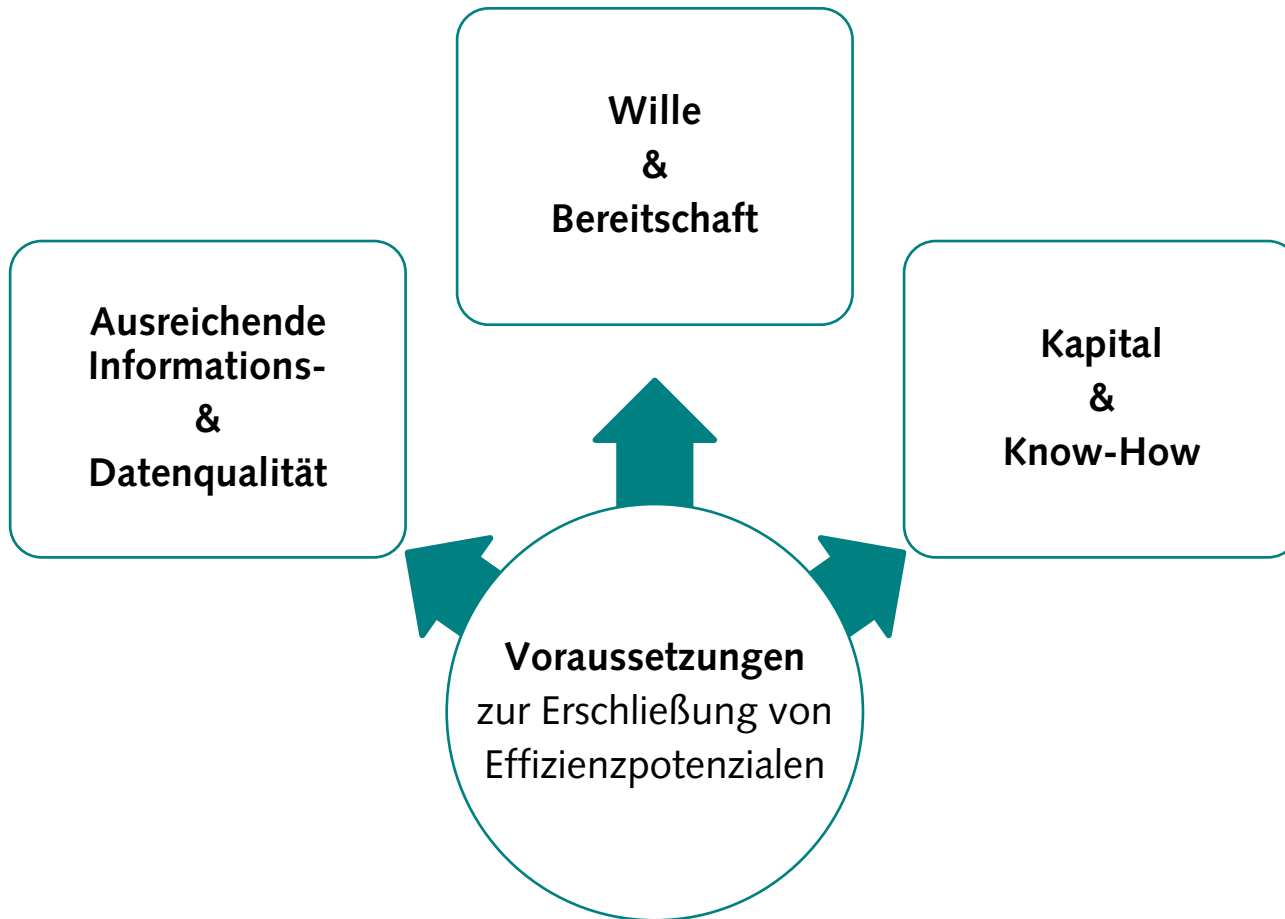 Wille
&
Bereitschaft
Ausreichende
Informations-
&
Datenqualität
Kapital
&
Know-How
Voraussetzungen
zur Erschließung von
Effizienzpotenzialen